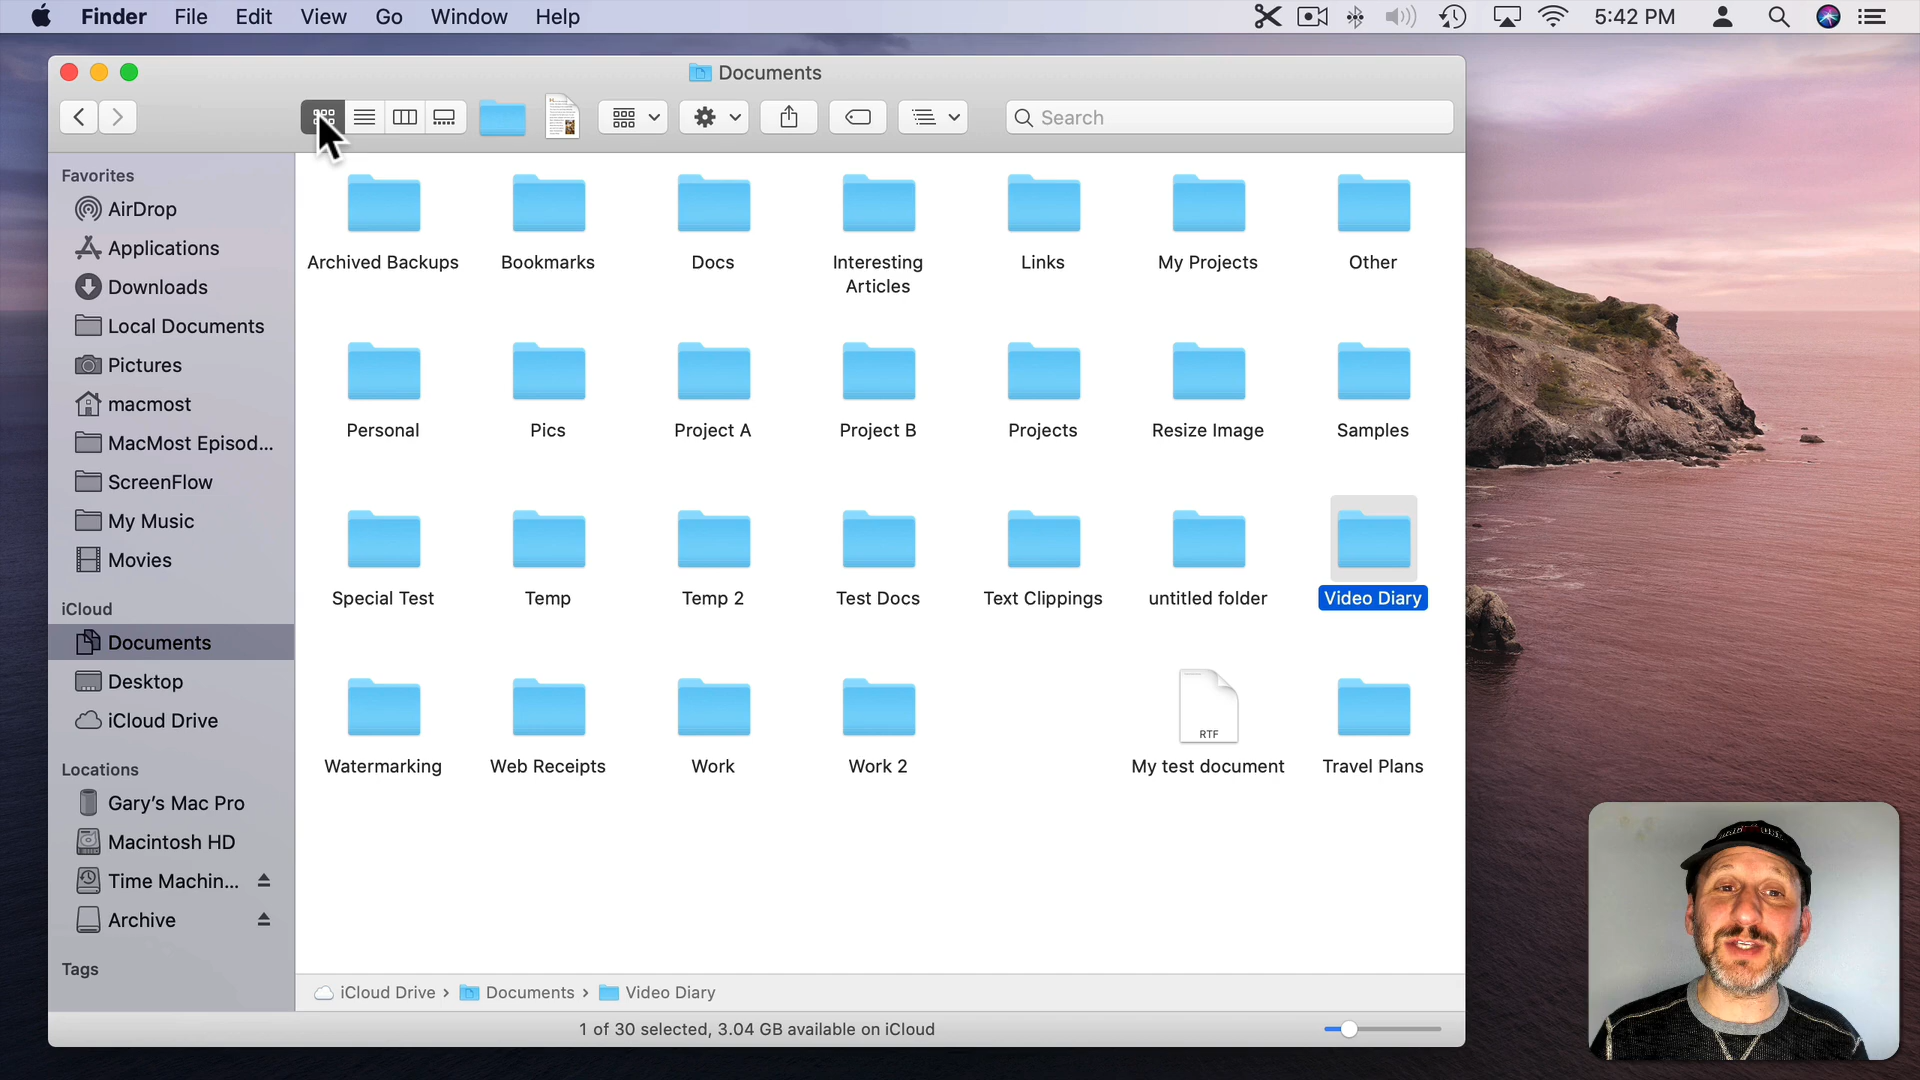 Finder File Edit View Go Window Help 5:42 PM
Documents
Search
Favorites
AirDrop
Applications
Downloads
Local Documents
Pictures
macmost
MacMost Episod...
ScreenFlow
My Music
Movies
iCloud
Documents
Desktop
iCloud Drive
Locations
Gary's Mac Pro
Macintosh HD
Time Machin...
Archive
Tags
Archived Backups Bookmarks Docs Interesting Articles Links My Projects Other
Personal Pics Project A Project B Projects Resize Image Samples
Special Test Temp Temp 2 Test Docs Text Clippings untitled folder Video Diary
RTF
Watermarking Web Receipts Work Work 2 My test document Travel Plans
iCloud Drive › Documents › Video Diary
1 of 30 selected, 3.04 GB available on iCloud